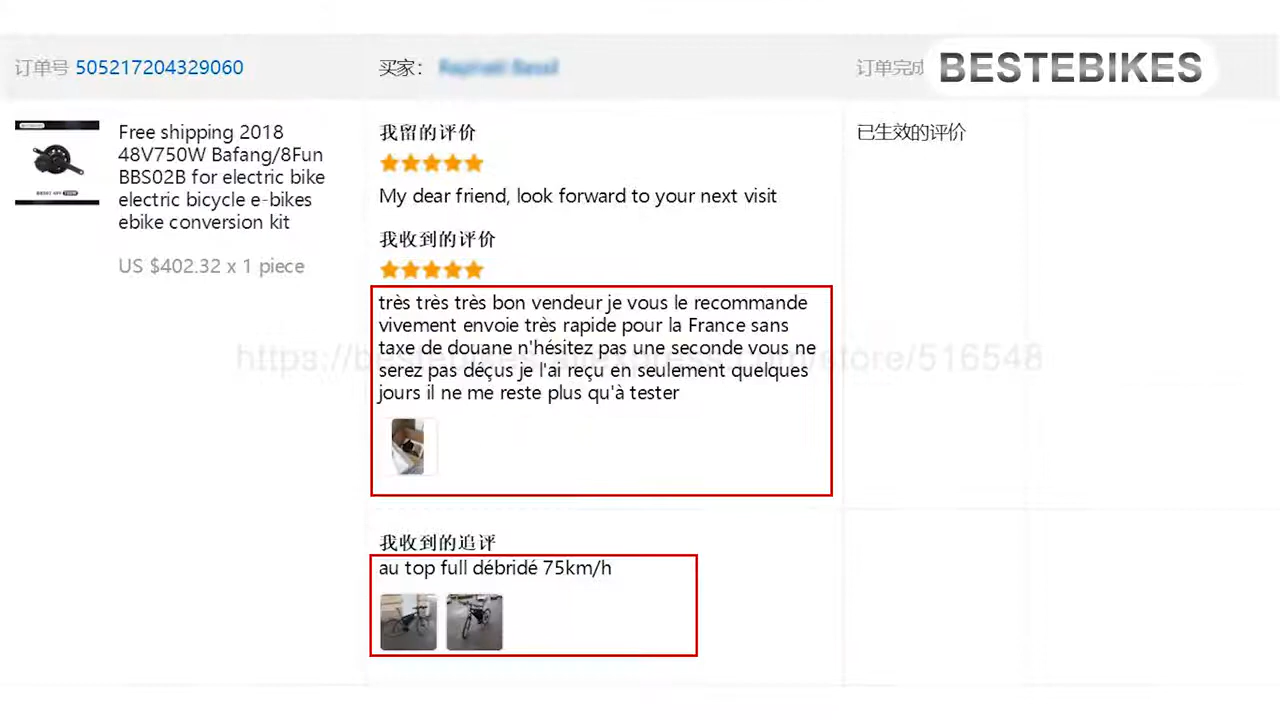 订单号 505217204329060
买家：
订单完成
BESTEBIKES
Free shipping 2018
48V750W Bafang/8Fun
BBS02B for electric bike
electric bicycle e-bikes
ebike conversion kit
US $402.32 x 1 piece
我留的评价
My dear friend, look forward to your next visit
我收到的评价
très très très bon vendeur je vous le recommande
vivement envoie très rapide pour la France sans
taxe de douane n'hésitez pas une seconde vous ne
serez pas déçus je l'ai reçu en seulement quelques
jours il ne me reste plus qu'à tester
已生效的评价
我收到的追评
au top full débridé 75km/h